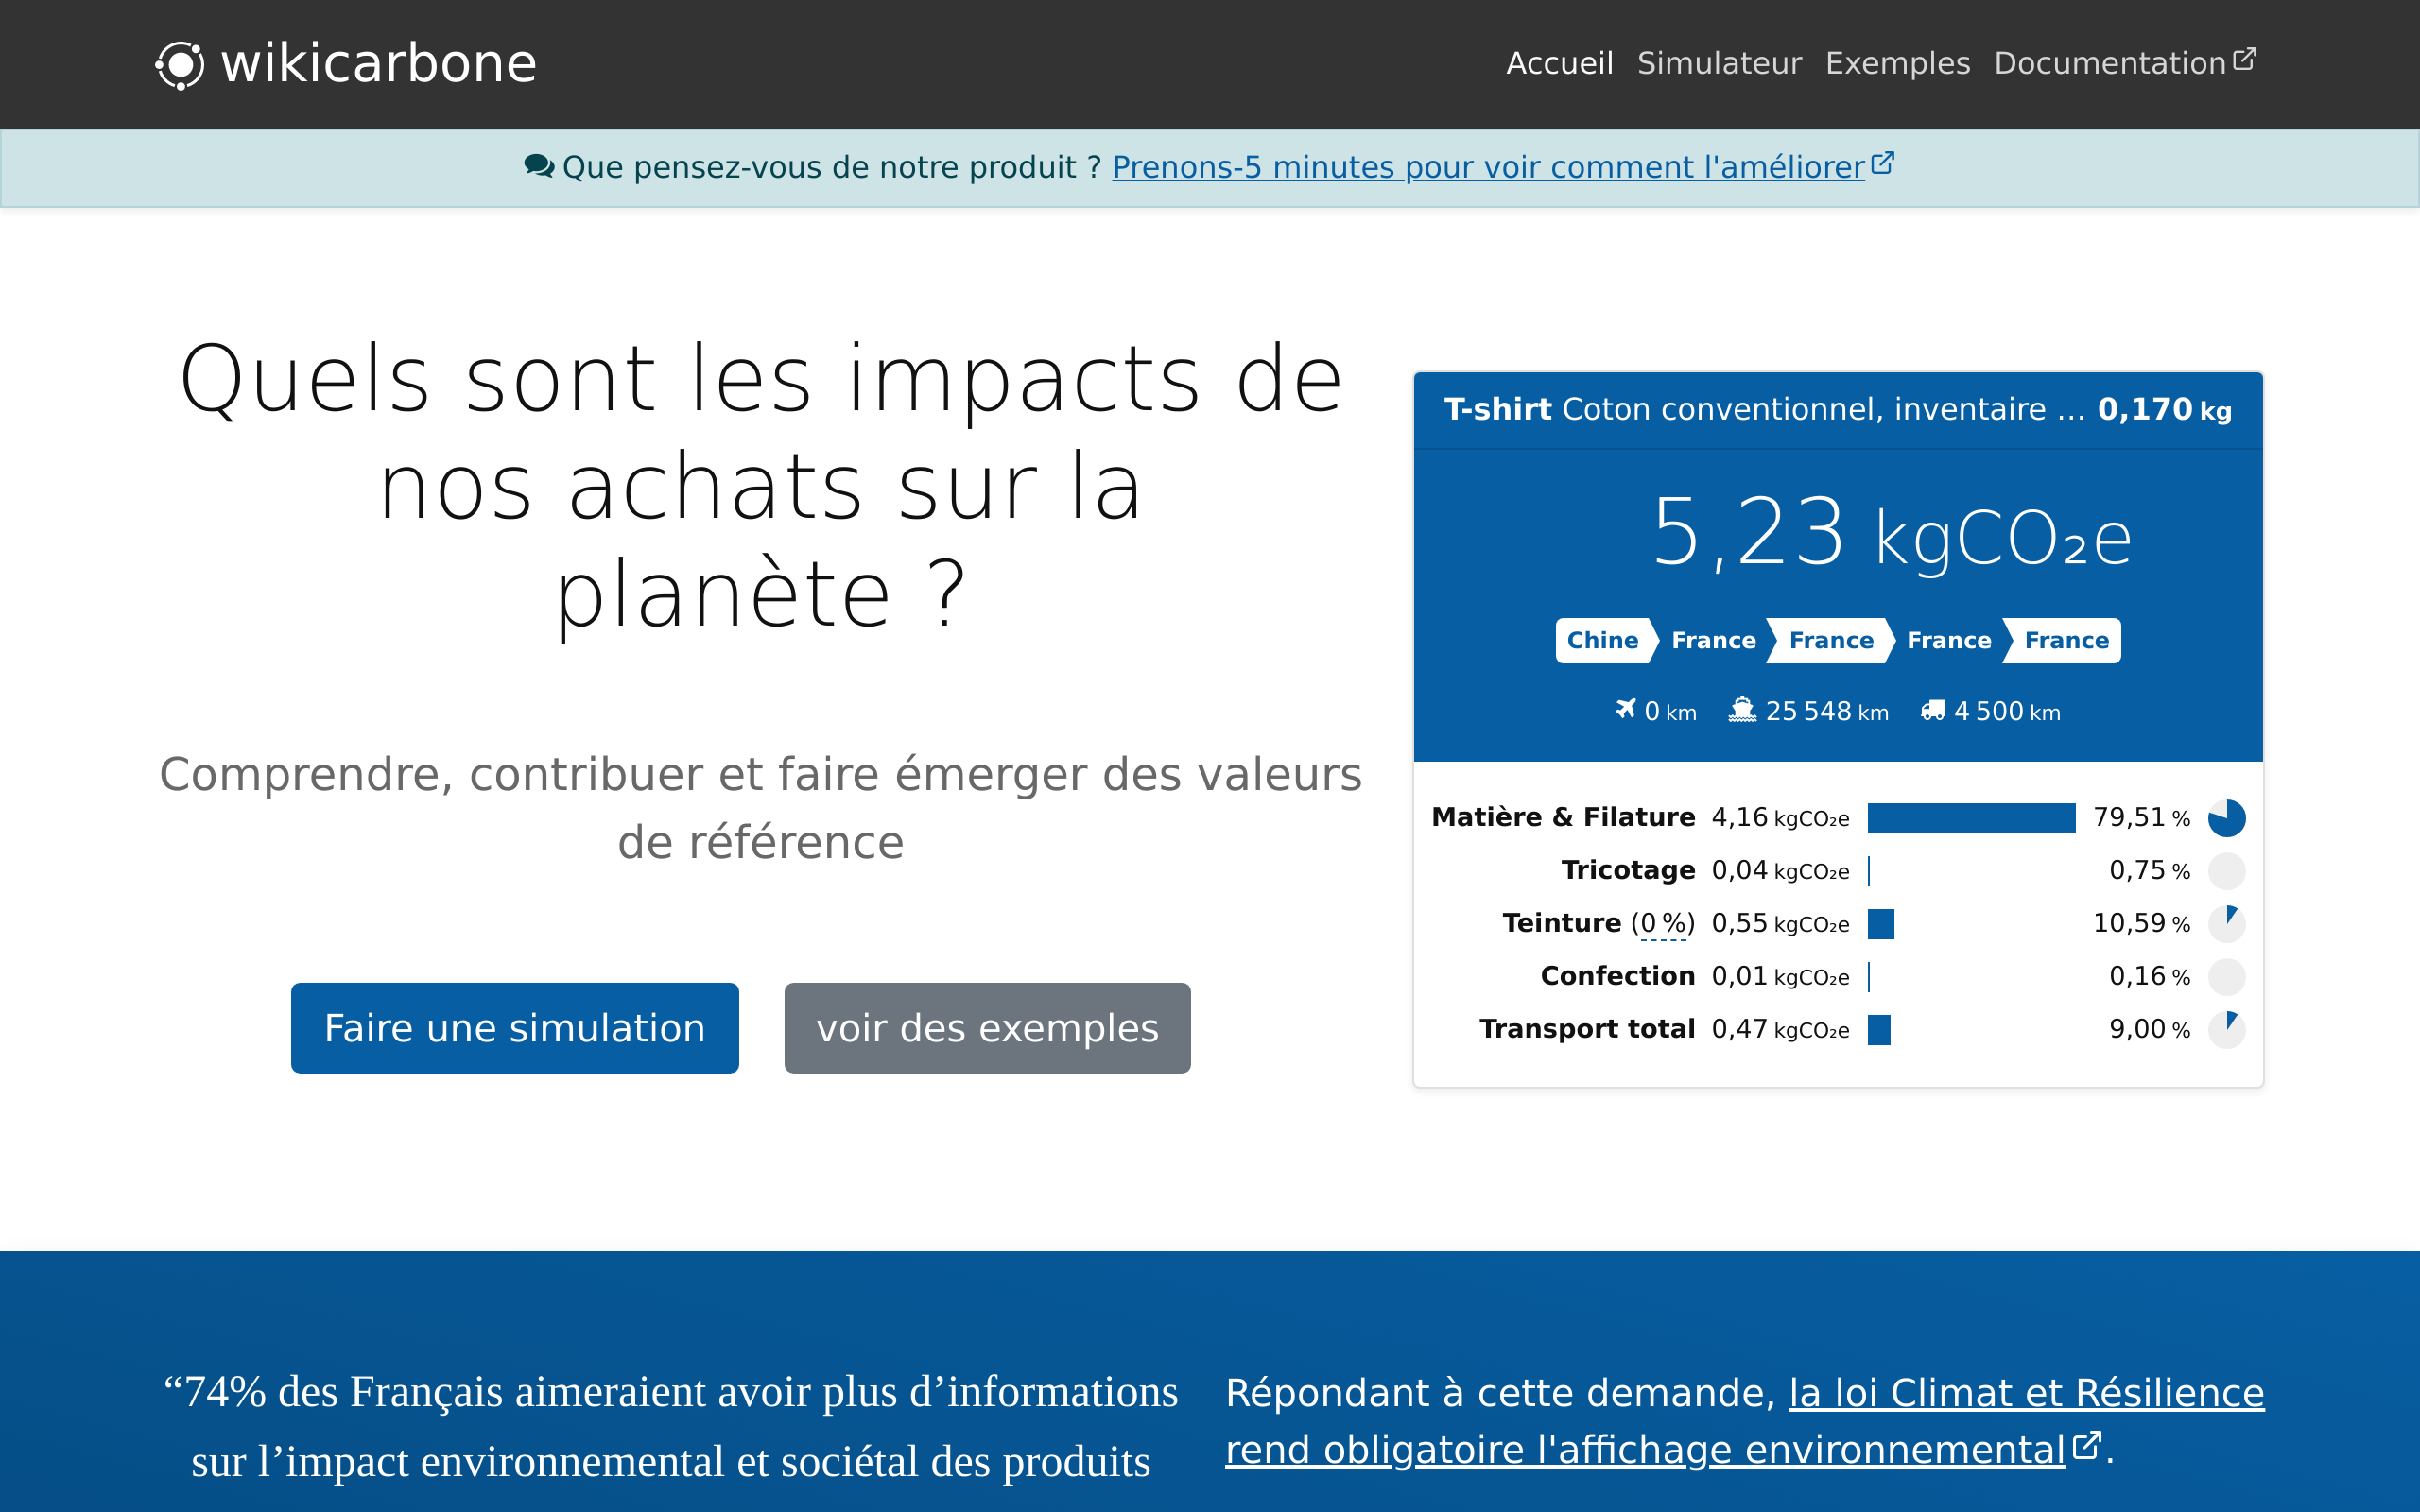 wikicarbone
Accueil Simulateur Exemples Documentation
Que pensez-vous de notre produit ? Prenons-5 minutes pour voir comment l'améliorer
Quels sont les impacts de
nos achats sur la
planète ?
Comprendre, contribuer et faire émerger des valeurs
de référence
Faire une simulation
voir des exemples
T-shirt Coton conventionnel, inventaire ... 0,170 kg
5,23 kgCO₂e
Chine France France France France
0 km 25 548 km 4 500 km
Matière & Filature 4,16 kgCO₂e 79,51 %
Tricotage 0,04 kgCO₂e 0,75 %
Teinture (0 %) 0,55 kgCO₂e 10,59 %
Confection 0,01 kgCO₂e 0,16 %
Transport total 0,47 kgCO₂e 9,00 %
“74% des Français aimeraient avoir plus d’informations
sur l’impact environnemental et sociétal des produits
Répondant à cette demande, la loi Climat et Résilience
rend obligatoire l'affichage environnemental.